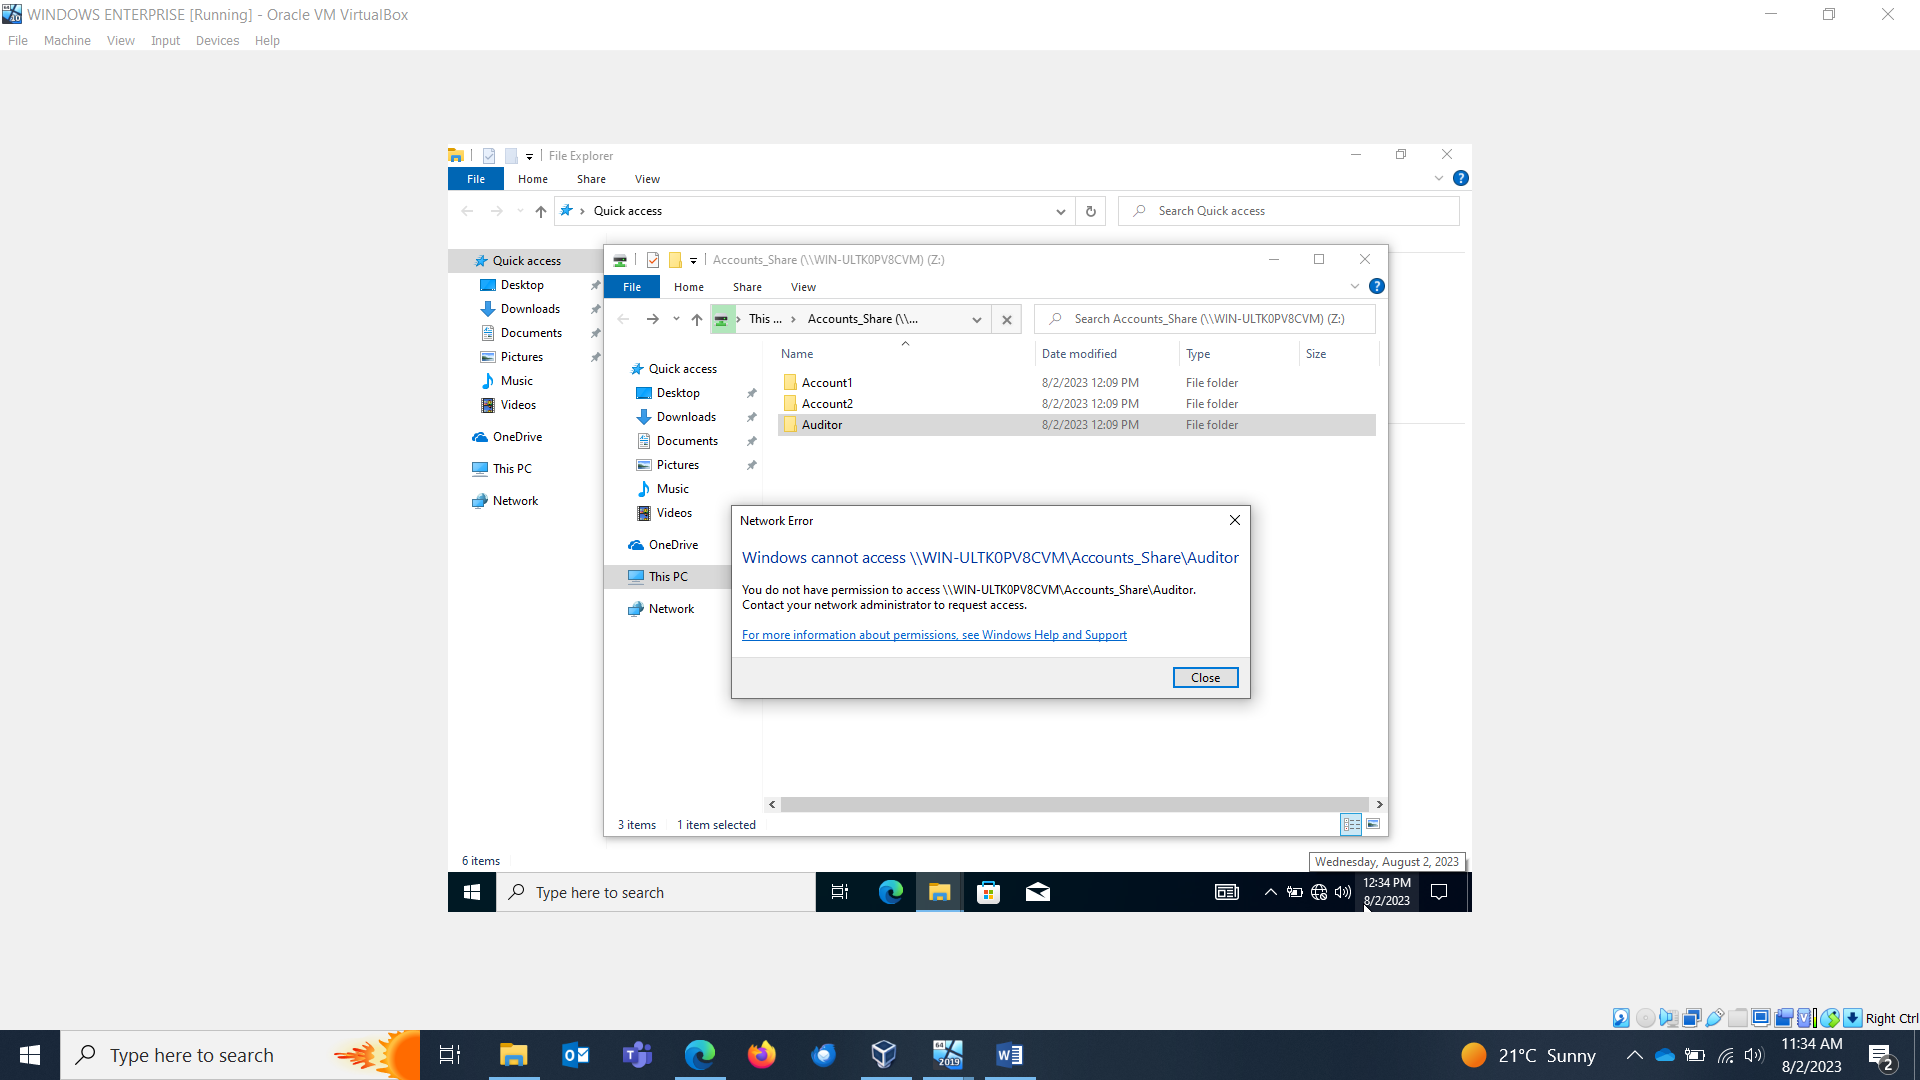 WINDOWS ENTERPRISE [Running] - Oracle VM VirtualBox
File Machine View Input Devices Help
File Explorer
File Home Share View
Quick access
Search Quick access
Quick access
Desktop
Downloads
Documents
Pictures
Music
Videos
OneDrive
This PC
Network
6 items
Accounts_Share (\\WIN-ULTK0PV8CVM) (Z:)
File Home Share View
This ... Accounts_Share (\\...
Search Accounts_Share (\\WIN-ULTK0PV8CVM) (Z:)
Quick access
Desktop
Downloads
Documents
Pictures
Music
Videos
OneDrive
This PC
Network
Name Date modified Type Size
Account1 8/2/2023 12:09 PM File folder
Account2 8/2/2023 12:09 PM File folder
Auditor 8/2/2023 12:09 PM File folder
Network Error
Windows cannot access \\WIN-ULTK0PV8CVM\Accounts_Share\Auditor
You do not have permission to access \\WIN-ULTK0PV8CVM\Accounts_Share\Auditor.
Contact your network administrator to request access.
For more information about permissions, see Windows Help and Support
Close
3 items 1 item selected
Wednesday, August 2, 2023
Type here to search
12:34 PM
8/2/2023
Right Ctrl
Type here to search
64
2019
21°C Sunny
11:34 AM
8/2/2023
2